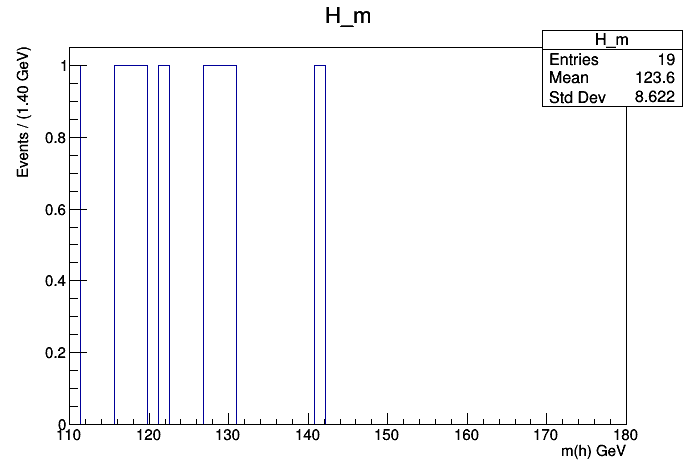 H_m
H_m
Entries 19
Mean 123.6
Std Dev 8.622
Events / (1.40 GeV)
1
0.8
0.6
0.4
0.2
0
110 120 130 140 150 160 170 180
m(h) GeV